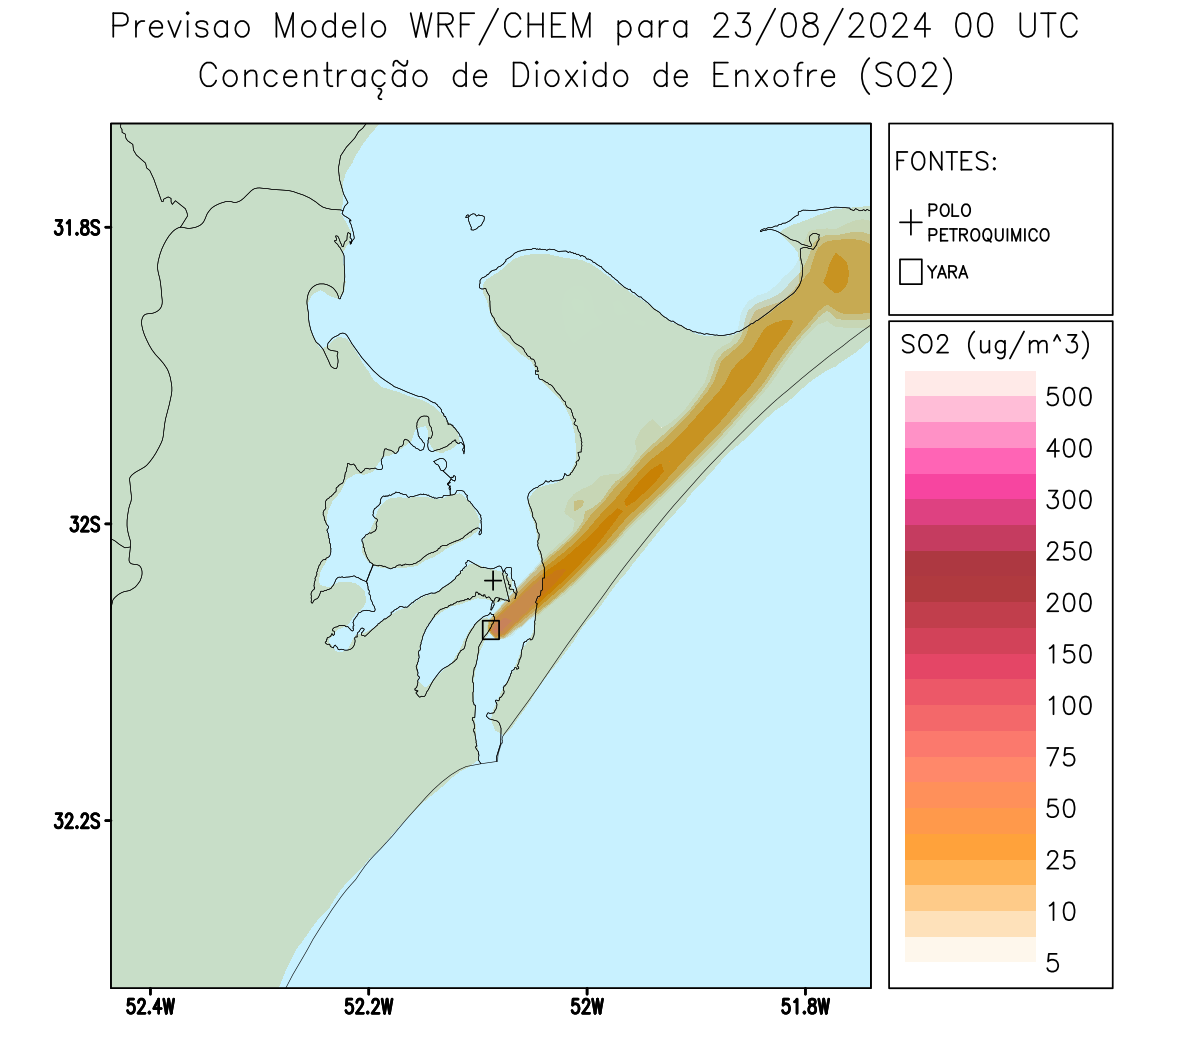 Previsao Modelo WRF/CHEM para 23/08/2024 00 UTC
Concentração de Dioxido de Enxofre (SO2)
FONTES:
POLO
PETROQUIMICO
YARA
31.8S
32S
32.2S
52.4W
52.2W
52W
51.8W
SO2 (ug/m^3)
500
400
300
250
200
150
100
75
50
25
10
5